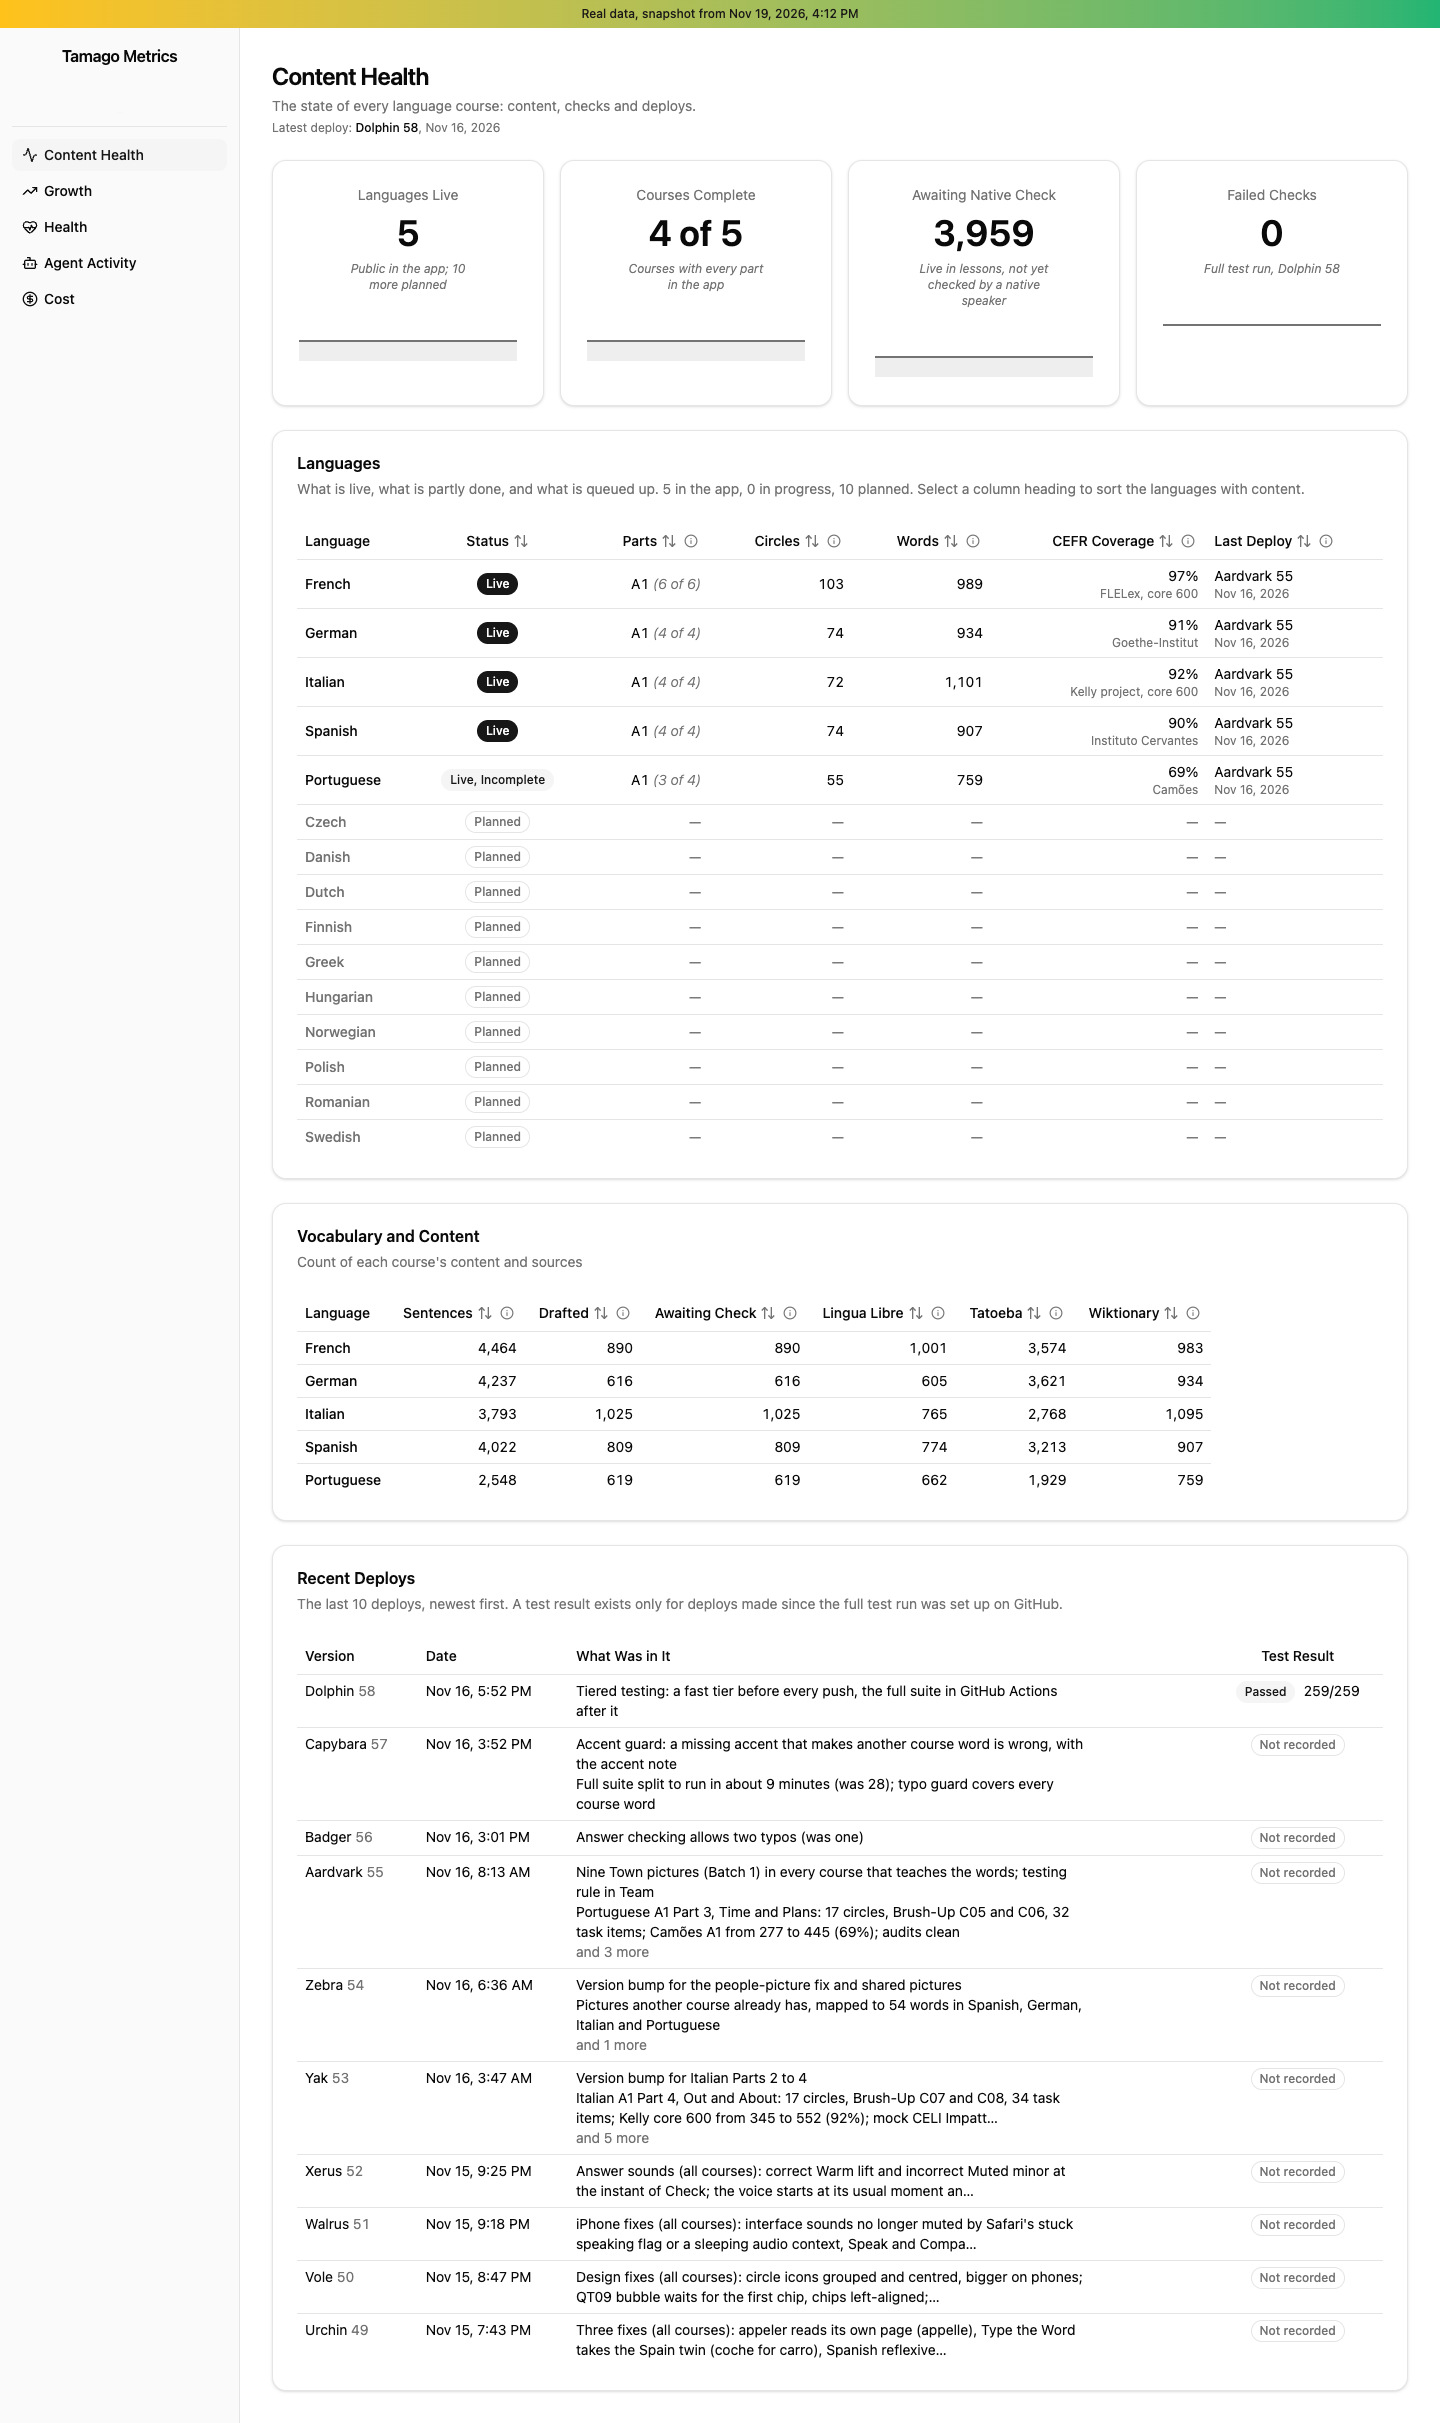 Real data, snapshot from Nov 19, 2026, 4:12 PM
Tamago Metrics
Content Health
Growth
Health
Agent Activity
Cost
Content Health
The state of every language course: content, checks and deploys.
Latest deploy: Dolphin 58, Nov 16, 2026
Languages Live
5
Public in the app; 10
more planned
Courses Complete
4 of 5
Courses with every part
in the app
Awaiting Native Check
3,959
Live in lessons, not yet
checked by a native
speaker
Failed Checks
0
Full test run, Dolphin 58
Languages
What is live, what is partly done, and what is queued up. 5 in the app, 0 in progress, 10 planned. Select a column heading to sort the languages with content.
Language Status Parts Circles Words CEFR Coverage Last Deploy
French Live A1 (6 of 6) 103 989 97% Aardvark 55
FLELex, core 600 Nov 16, 2026
German Live A1 (4 of 4) 74 934 91% Aardvark 55
Goethe-Institut Nov 16, 2026
Italian Live A1 (4 of 4) 72 1,101 92% Aardvark 55
Kelly project, core 600 Nov 16, 2026
Spanish Live A1 (4 of 4) 74 907 90% Aardvark 55
Instituto Cervantes Nov 16, 2026
Portuguese Live, Incomplete A1 (3 of 4) 55 759 69% Aardvark 55
Camões Nov 16, 2026
Czech Planned — — — — —
Danish Planned — — — — —
Dutch Planned — — — — —
Finnish Planned — — — — —
Greek Planned — — — — —
Hungarian Planned — — — — —
Norwegian Planned — — — — —
Polish Planned — — — — —
Romanian Planned — — — — —
Swedish Planned — — — — —
Vocabulary and Content
Count of each course's content and sources
Language Sentences Drafted Awaiting Check Lingua Libre Tatoeba Wiktionary
French 4,464 890 890 1,001 3,574 983
German 4,237 616 616 605 3,621 934
Italian 3,793 1,025 1,025 765 2,768 1,095
Spanish 4,022 809 809 774 3,213 907
Portuguese 2,548 619 619 662 1,929 759
Recent Deploys
The last 10 deploys, newest first. A test result exists only for deploys made since the full test run was set up on GitHub.
Version Date What Was in It Test Result
Dolphin 58 Nov 16, 5:52 PM Tiered testing: a fast tier before every push, the full suite in GitHub Actions Passed 259/259
after it
Capybara 57 Nov 16, 3:52 PM Accent guard: a missing accent that makes another course word is wrong, with Not recorded
the accent note
Full suite split to run in about 9 minutes (was 28); typo guard covers every
course word
Badger 56 Nov 16, 3:01 PM Answer checking allows two typos (was one) Not recorded
Aardvark 55 Nov 16, 8:13 AM Nine Town pictures (Batch 1) in every course that teaches the words; testing Not recorded
rule in Team
Portuguese A1 Part 3, Time and Plans: 17 circles, Brush-Up C05 and C06, 32
task items; Camões A1 from 277 to 445 (69%); audits clean
and 3 more
Zebra 54 Nov 16, 6:36 AM Version bump for the people-picture fix and shared pictures Not recorded
Pictures another course already has, mapped to 54 words in Spanish, German,
Italian and Portuguese
and 1 more
Yak 53 Nov 16, 3:47 AM Version bump for Italian Parts 2 to 4 Not recorded
Italian A1 Part 4, Out and About: 17 circles, Brush-Up C07 and C08, 34 task
items; Kelly core 600 from 345 to 552 (92%); mock CELI Impatt...
and 5 more
Xerus 52 Nov 15, 9:25 PM Answer sounds (all courses): correct Warm lift and incorrect Muted minor at Not recorded
the instant of Check; the voice starts at its usual moment an...
Walrus 51 Nov 15, 9:18 PM iPhone fixes (all courses): interface sounds no longer muted by Safari's stuck Not recorded
speaking flag or a sleeping audio context, Speak and Compa...
Vole 50 Nov 15, 8:47 PM Design fixes (all courses): circle icons grouped and centred, bigger on phones; Not recorded
QT09 bubble waits for the first chip, chips left-aligned;...
Urchin 49 Nov 15, 7:43 PM Three fixes (all courses): appeler reads its own page (appelle), Type the Word Not recorded
takes the Spain twin (coche for carro), Spanish reflexive...